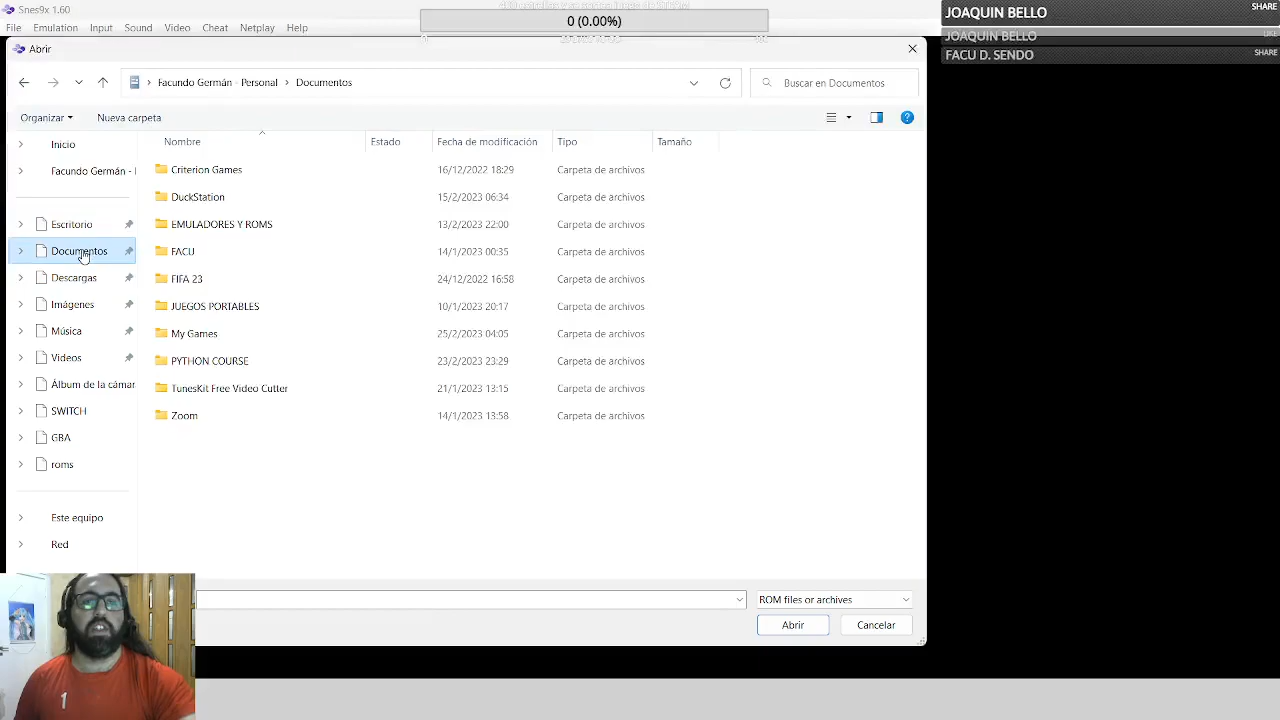 Snes9x 1.60
File Emulation Input Sound Video Cheat Netplay Help
0 (0.00%)
JOAQUIN BELLO SHARE
JOAQUIN BELLO LIKE
FACU D. SENDO SHARE
Abrir
Facundo Germán - Personal > Documentos
Buscar en Documentos
Organizar Nueva carpeta
Nombre Estado Fecha de modificación Tipo Tamaño
Inicio
Facundo Germán -
Escritorio
Documentos
Descargas
Imágenes
Música
Videos
Álbum de la cámar
SWITCH
GBA
roms
Este equipo
Red
Criterion Games 16/12/2022 18:29 Carpeta de archivos
DuckStation 15/2/2023 06:34 Carpeta de archivos
EMULADORES Y ROMS 13/2/2023 22:00 Carpeta de archivos
FACU 14/1/2023 00:35 Carpeta de archivos
FIFA 23 24/12/2022 16:58 Carpeta de archivos
JUEGOS PORTABLES 10/1/2023 20:17 Carpeta de archivos
My Games 25/2/2023 04:05 Carpeta de archivos
PYTHON COURSE 23/2/2023 23:29 Carpeta de archivos
TunesKit Free Video Cutter 21/1/2023 13:15 Carpeta de archivos
Zoom 14/1/2023 13:58 Carpeta de archivos
ROM files or archives
Abrir Cancelar
1